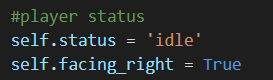 #player status
self.status = 'idle'
self.facing_right = True